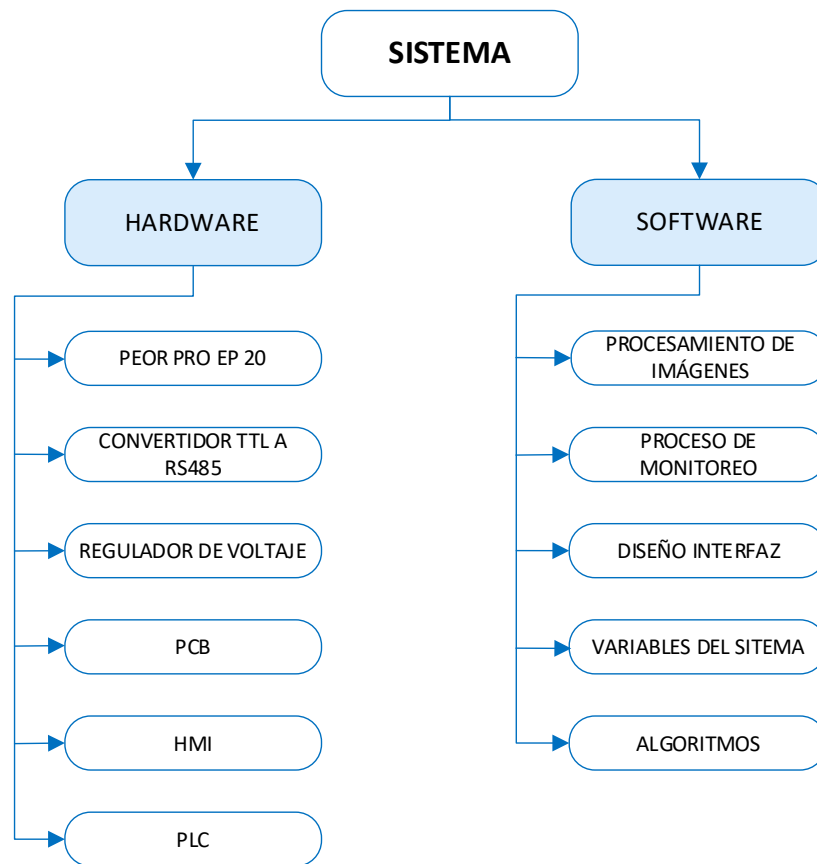 SISTEMA
HARDWARE
PEOR PRO EP 20
CONVERTIDOR TTL A
RS485
REGULADOR DE VOLTAJE
PCB
HMI
PLC
SOFTWARE
PROCESAMIENTO DE
IMÁGENES
PROCESO DE
MONITOREO
DISEÑO INTERFAZ
VARIABLES DEL SITEMA
ALGORITMOS